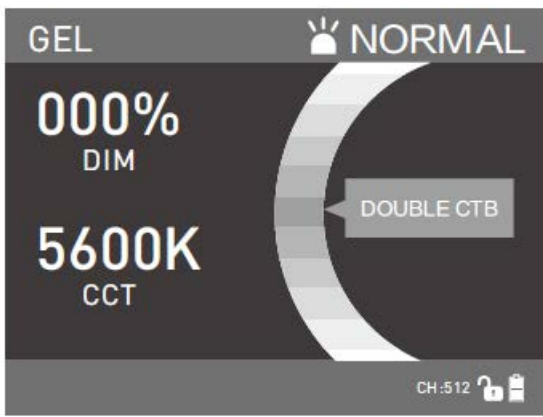 GEL NORMAL
000%
DIM
DOUBLE CTB
5600K
CCT
CH:512